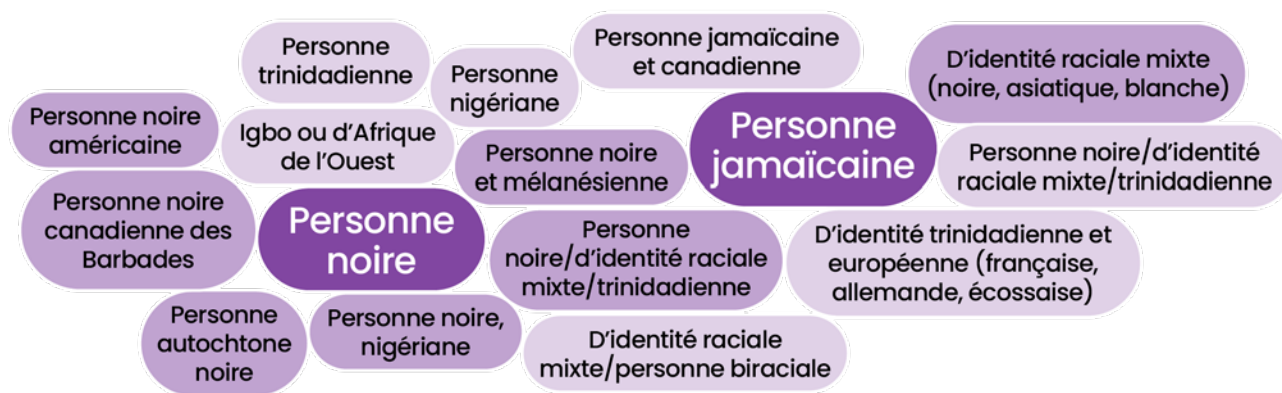 Personne
trinidadienne
Personne
nigériane
Personne jamaïcaine
et canadienne
D’identité raciale mixte
(noire, asiatique, blanche)
Personne noire
américaine
Igbo ou d’Afrique
de l’Ouest
Personne noire
et mélanésienne
Personne
jamaïcaine
Personne noire/d’identité
raciale mixte/trinidadienne
Personne noire
canadienne des
Barbades
Personne
noire
Personne
noire/d’identité raciale
mixte/trinidadienne
D’identité trinidadienne et
européenne (française,
allemande, écossaise)
Personne
autochtone
noire
Personne noire,
nigériane
D’identité raciale
mixte/personne biraciale